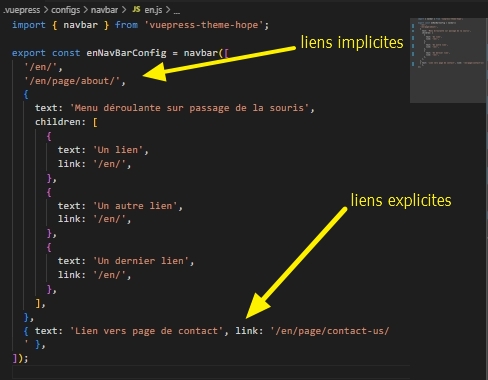 .vuepress > configs > navbar > JS en.js > ...
import { navbar } from 'vuepress-theme-hope';
export const enNavBarConfig = navbar([
liens implicites
'/en/',
'/en/page/about/',
{
text: 'Menu déroulante sur passage de la souris',
children: [
{
text: 'Un lien',
link: '/en/',
},
{
text: 'Un autre lien',
link: '/en/',
liens explicites
},
{
text: 'Un dernier lien',
link: '/en/',
},
],
},
{ text: 'Lien vers page de contact', link: '/en/page/contact-us/
' },
]);